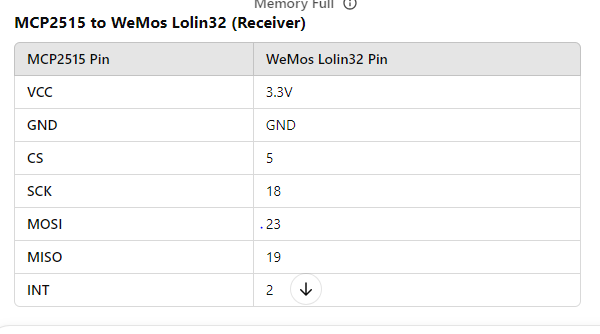 Memory Full
MCP2515 to WeMos Lolin32 (Receiver)
MCP2515 Pin WeMos Lolin32 Pin
VCC 3.3V
GND GND
CS 5
SCK 18
MOSI . 23
MISO 19
INT 2